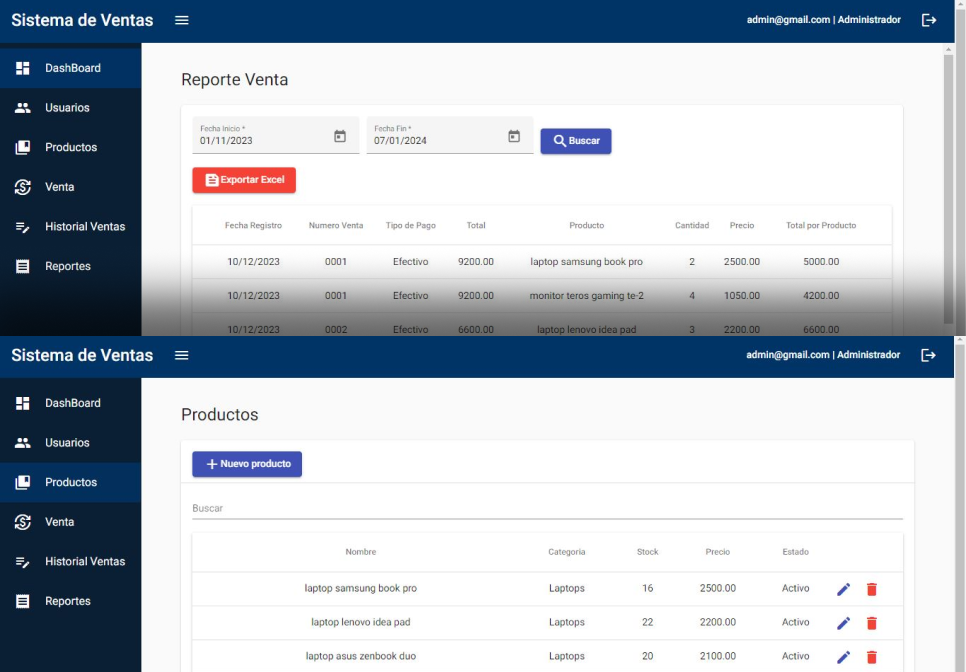 Sistema de Ventas admin@gmail.com | Administrador
DashBoard
Usuarios
Productos
Venta
Historial Ventas
Reportes
Reporte Venta
Fecha Inicio * Fecha Fin *
01/11/2023 07/01/2024 Buscar
Exportar Excel
Fecha Registro Numero Venta Tipo de Pago Total Producto Cantidad Precio Total por Producto
10/12/2023 0001 Efectivo 9200.00 laptop samsung book pro 2 2500.00 5000.00
10/12/2023 0001 Efectivo 9200.00 monitor teros gaming te-2 4 1050.00 4200.00
10/12/2023 0002 Efectivo 6600.00 laptop lenovo idea pad 3 2200.00 6600.00
Sistema de Ventas admin@gmail.com | Administrador
DashBoard
Usuarios
Productos
Venta
Historial Ventas
Reportes
Productos
Nuevo producto
Buscar
Nombre Categoria Stock Precio Estado
laptop samsung book pro Laptops 16 2500.00 Activo
laptop lenovo idea pad Laptops 22 2200.00 Activo
laptop asus zenbook duo Laptops 20 2100.00 Activo